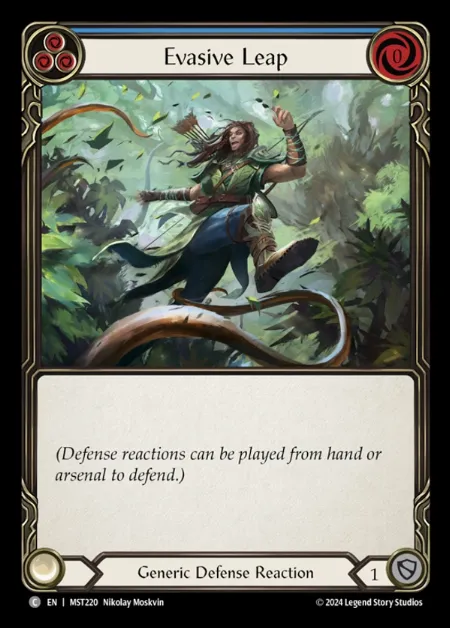 Evasive Leap
0
(Defense reactions can be played from hand or
arsenal to defend.)
Generic Defense Reaction
1
C EN | MST220 Nikolay Moskvin
© 2024 Legend Story Studios